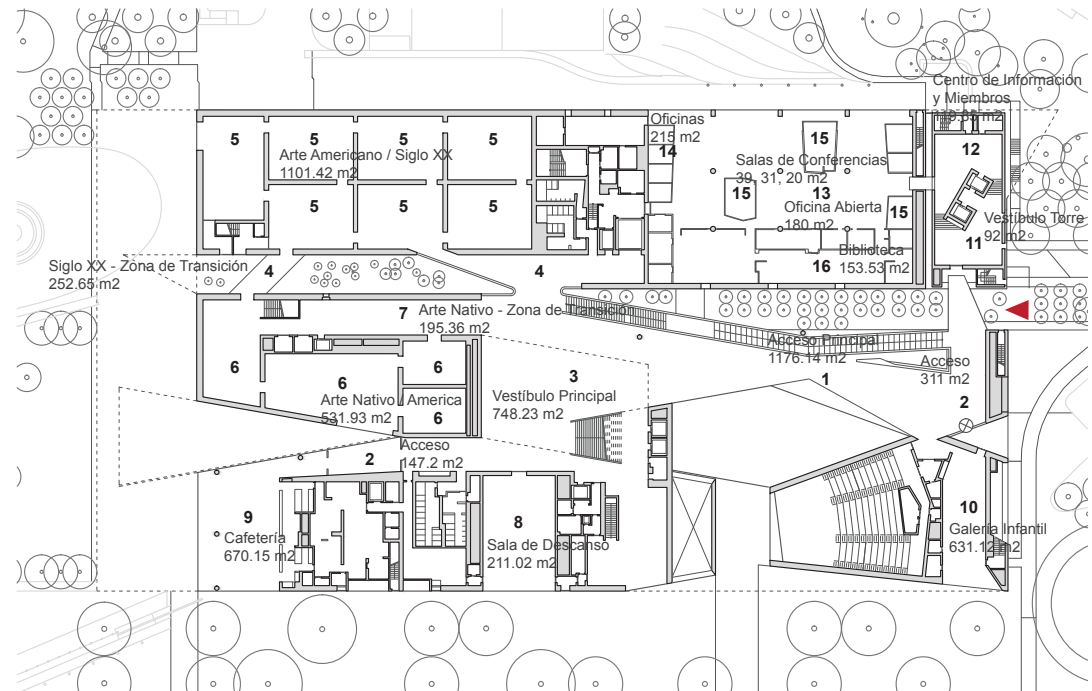 Centro de Información
y Miembros
119.85 m2
12
5
5
5
5
Arte Americano / Siglo XX
1101.42 m2
Oficinas
215 m2
14
15
Salas de Conferencias
39, 31, 20 m2
15
13
Oficina Abierta
180 m2
15
5
5
5
Vestíbulo Torre
92 m2
11
Biblioteca
153.53 m2
16
Siglo XX - Zona de Transición
252.65 m2
4
4
7
Arte Nativo - Zona de Transición
195.36 m2
Acceso Principal
1176.14 m2
1
Acceso
311 m2
2
6
6
6
Arte Nativo / America
531.93 m2
6
3
Vestíbulo Principal
748.23 m2
Acceso
147.2 m2
2
9
Cafetería
670.15 m2
8
Sala de Descanso
211.02 m2
10
Galería Infantil
631.12 m2